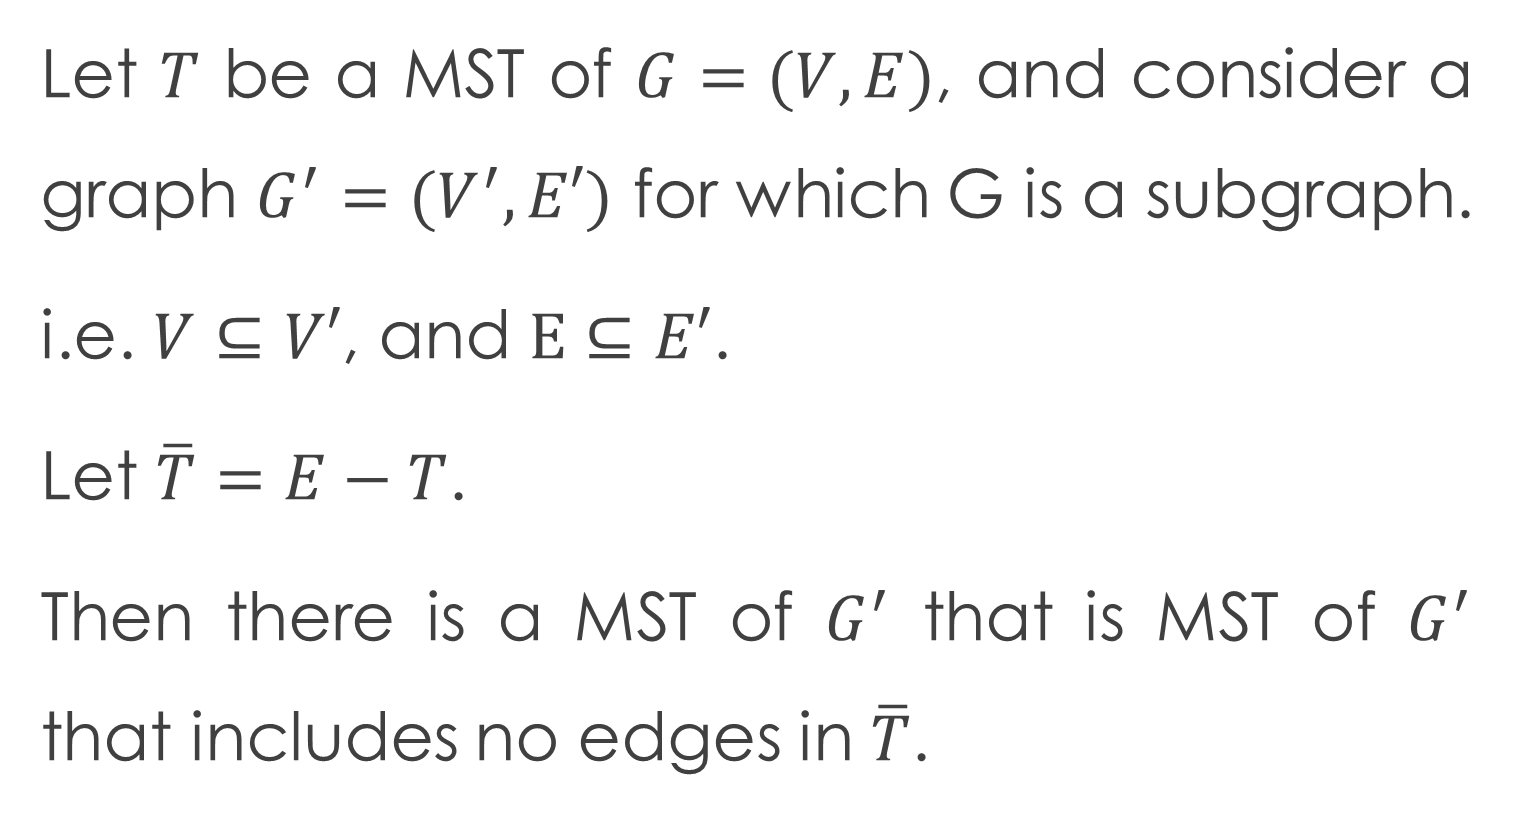 Let T be a MST of G = (V, E), and consider a
graph G′ = (V′, E′) for which G is a subgraph.
i.e. V ⊆ V′, and E ⊆ E′.
Let T̅ = E − T.
Then there is a MST of G′ that is MST of G′
that includes no edges in T̅.